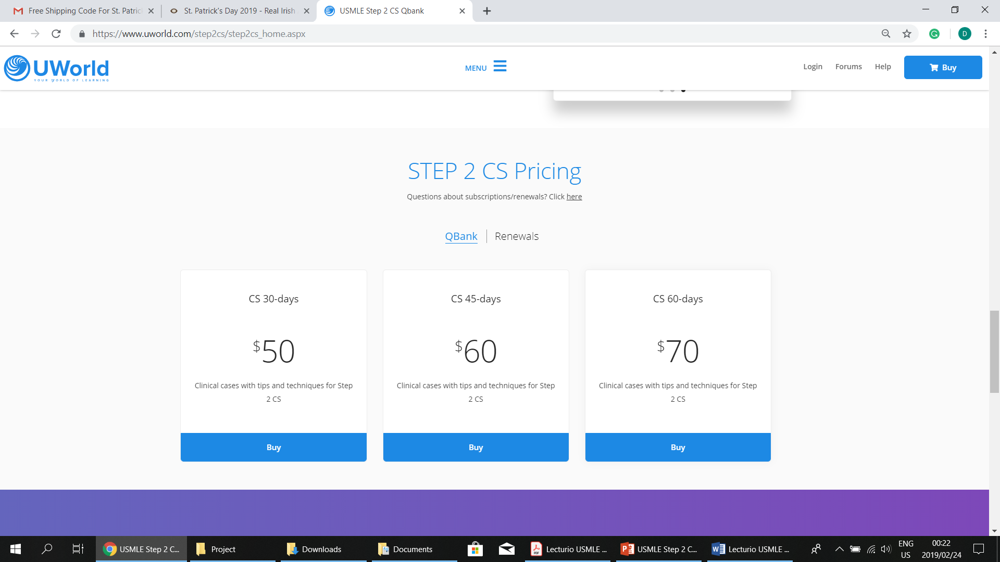 Free Shipping Code For St. Patric
St. Patrick's Day 2019 - Real Irish
USMLE Step 2 CS Qbank
https://www.uworld.com/step2cs/step2cs_home.aspx
G
D
UWorld
YOUR WORLD OF LEARNING
MENU
Login
Forums
Help
Buy
STEP 2 CS Pricing
Questions about subscriptions/renewals? Click here
QBank
Renewals
CS 30-days
$50
Clinical cases with tips and techniques for Step
2 CS
Buy
CS 45-days
$60
Clinical cases with tips and techniques for Step
2 CS
Buy
CS 60-days
$70
Clinical cases with tips and techniques for Step
2 CS
Buy
USMLE Step 2 C...
Project
Downloads
Documents
Lecturio USMLE ...
USMLE Step 2 C...
Lecturio USMLE ...
ENG
US
00:22
2019/02/24